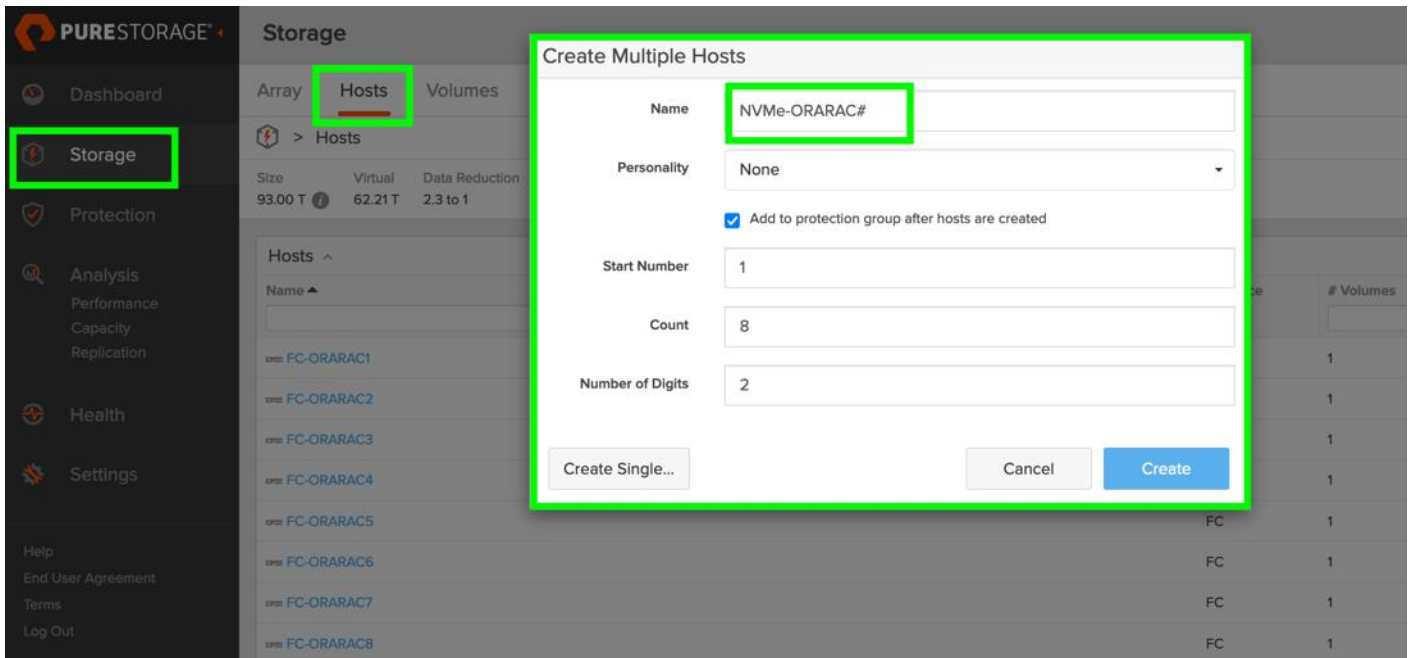 PURESTORAGE®
Storage
Create Multiple Hosts
Dashboard
Array Hosts Volumes
Name NVMe-ORARAC#
> Hosts
Storage
Personality None
Size Virtual Data Reduction
93.00 T 62.21 T 2.3 to 1
Protection
Add to protection group after hosts are created
Hosts
Start Number 1
Analysis
Name # Volumes
Performance
Capacity
Count 8
Replication
FC-ORARAC1 1
Number of Digits 2
FC-ORARAC2 1
Health
FC-ORARAC3 1
Create Single... Cancel Create
Settings
FC-ORARAC4 1
FC-ORARAC5 FC 1
Help
FC-ORARAC6 FC 1
End User Agreement
Terms
FC-ORARAC7 FC 1
Log Out
FC-ORARAC8 FC 1